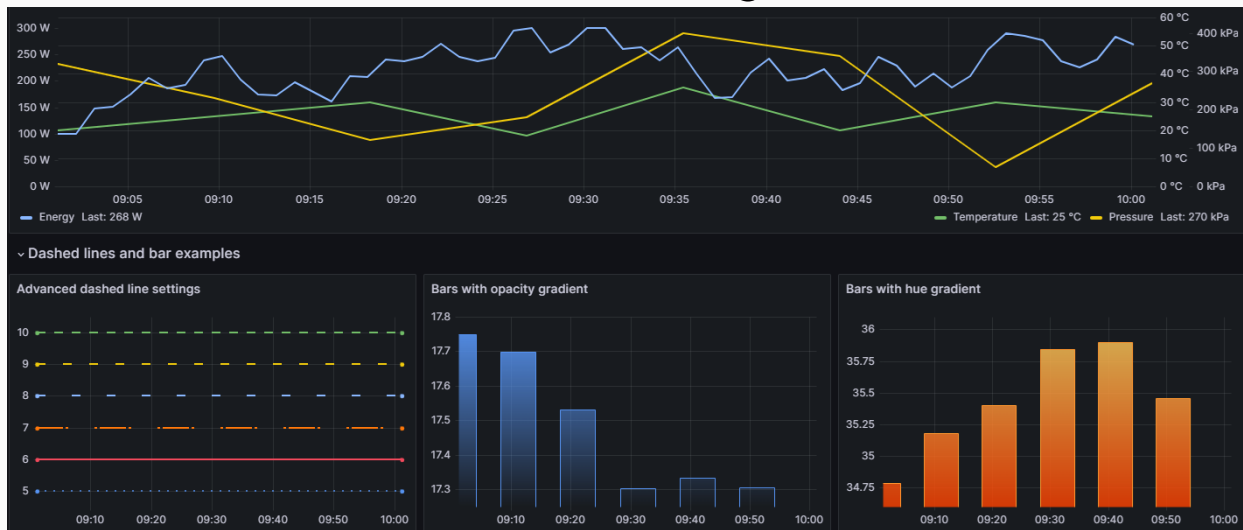 300 W
250 W
200 W
150 W
100 W
50 W
0 W
60 °C
50 °C
40 °C
30 °C
20 °C
10 °C
0 °C
400 kPa
300 kPa
200 kPa
100 kPa
0 kPa
09:05 09:10 09:15 09:20 09:25 09:30 09:35 09:40 09:45 09:50 09:55 10:00
Energy Last: 268 W
Temperature Last: 25 °C Pressure Last: 270 kPa
Dashed lines and bar examples
Advanced dashed line settings
10
9
8
7
6
5
09:10 09:20 09:30 09:40 09:50 10:00
Bars with opacity gradient
17.8
17.7
17.6
17.5
17.4
17.3
09:10 09:20 09:30 09:40 09:50 10:00
Bars with hue gradient
36
35.75
35.5
35.25
35
34.75
09:10 09:20 09:30 09:40 09:50 10:00